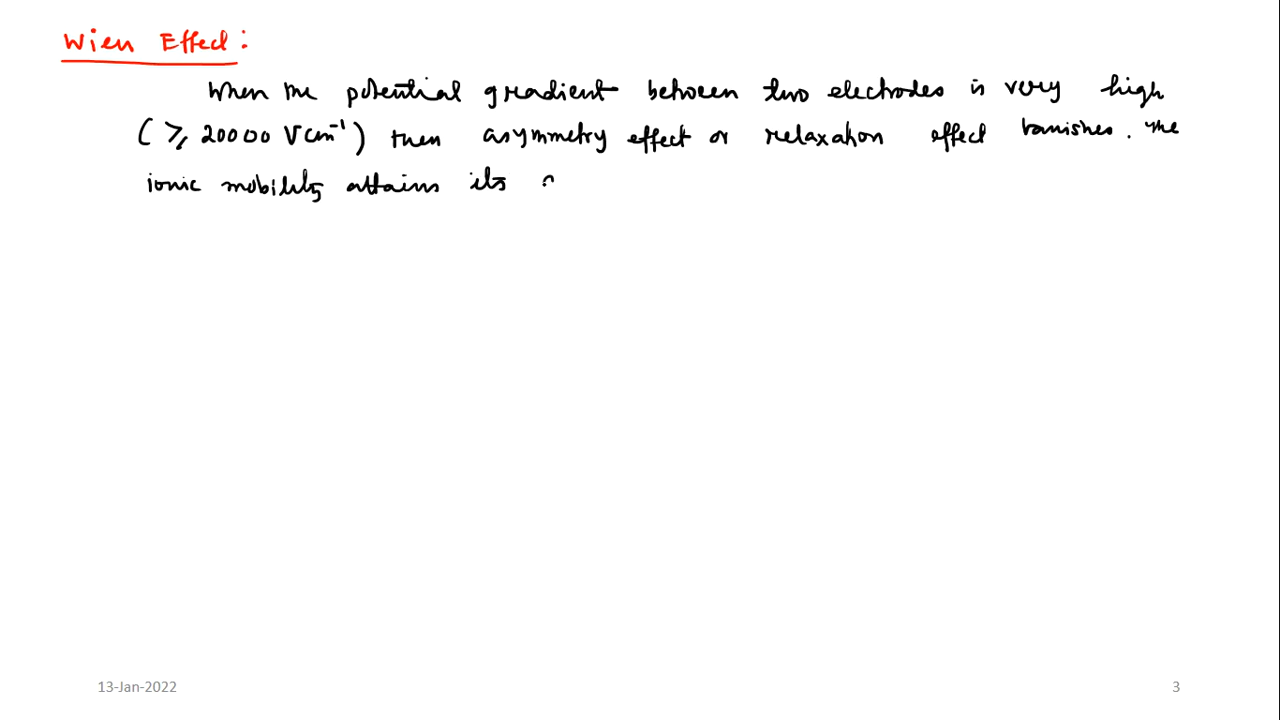 Wien Effect:
When the potential gradient between two electrodes is very high
(⩾ 20000 V cm⁻¹) then asymmetry effect or relaxation effect vanishes. The
ionic mobility attains its
13-Jan-2022
3